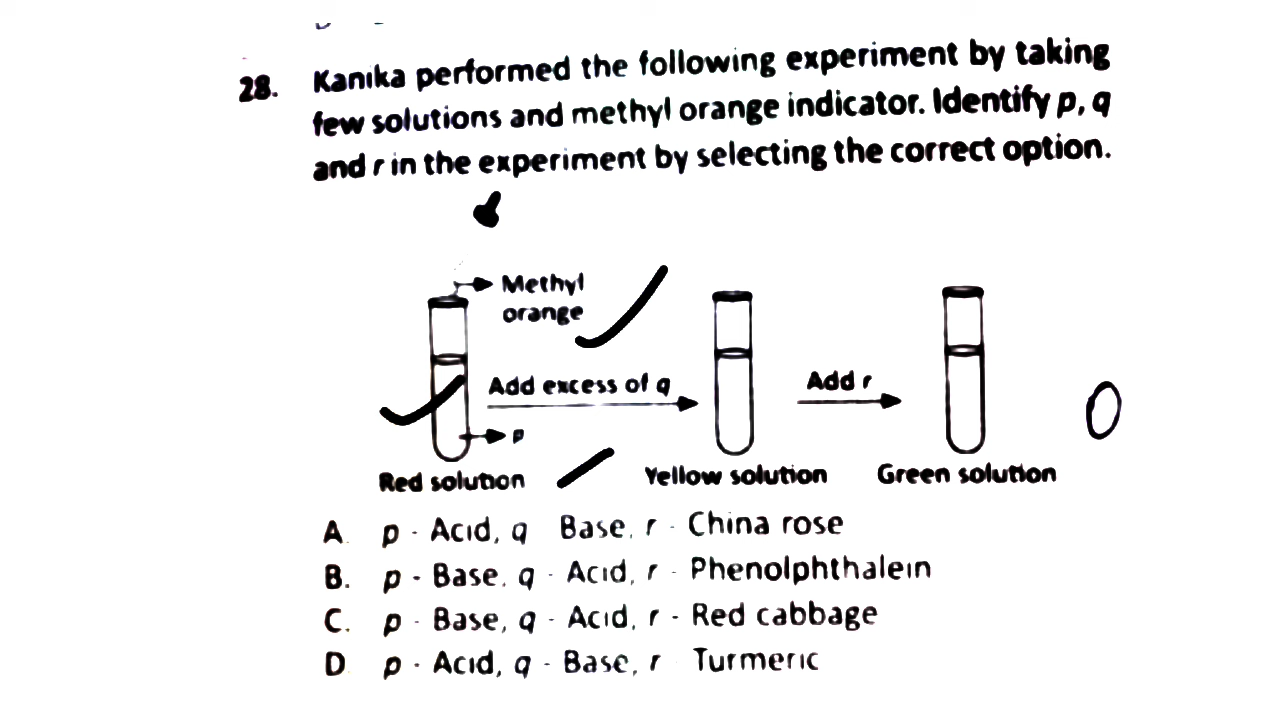 28. Kanika performed the following experiment by taking
few solutions and methyl orange indicator. Identify p, q
and r in the experiment by selecting the correct option.
Methyl
orange
Add excess of q
Add r
p
Red solution
Yellow solution
Green solution
A. p - Acid, q Base, r - China rose
B. p - Base, q - Acid, r - Phenolphthalein
C. p - Base, q - Acid, r - Red cabbage
D p - Acid, q - Base, r Turmeric